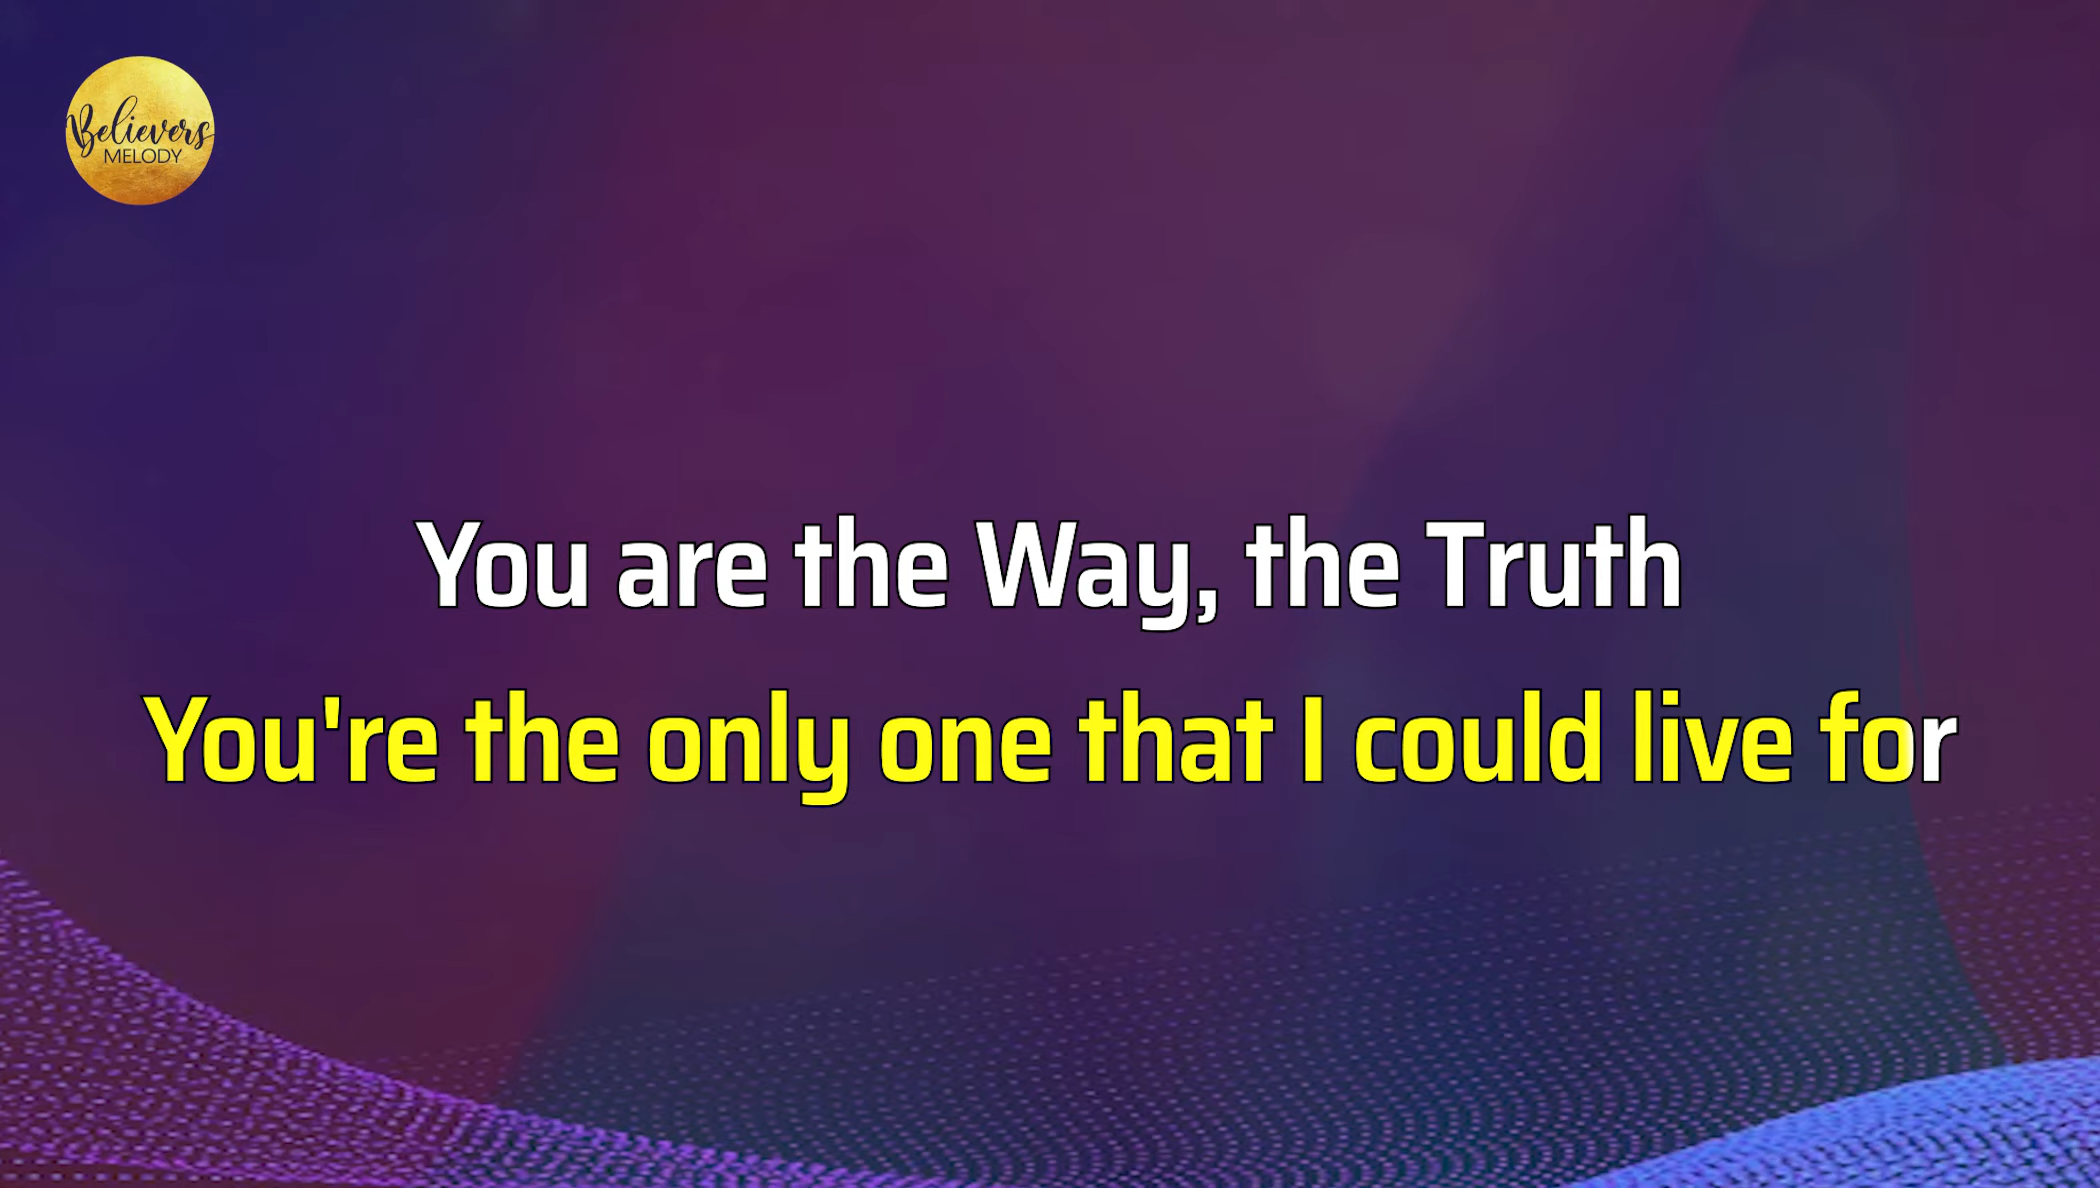 Believers
MELODY
You are the Way, the Truth
You're the only one that I could live for